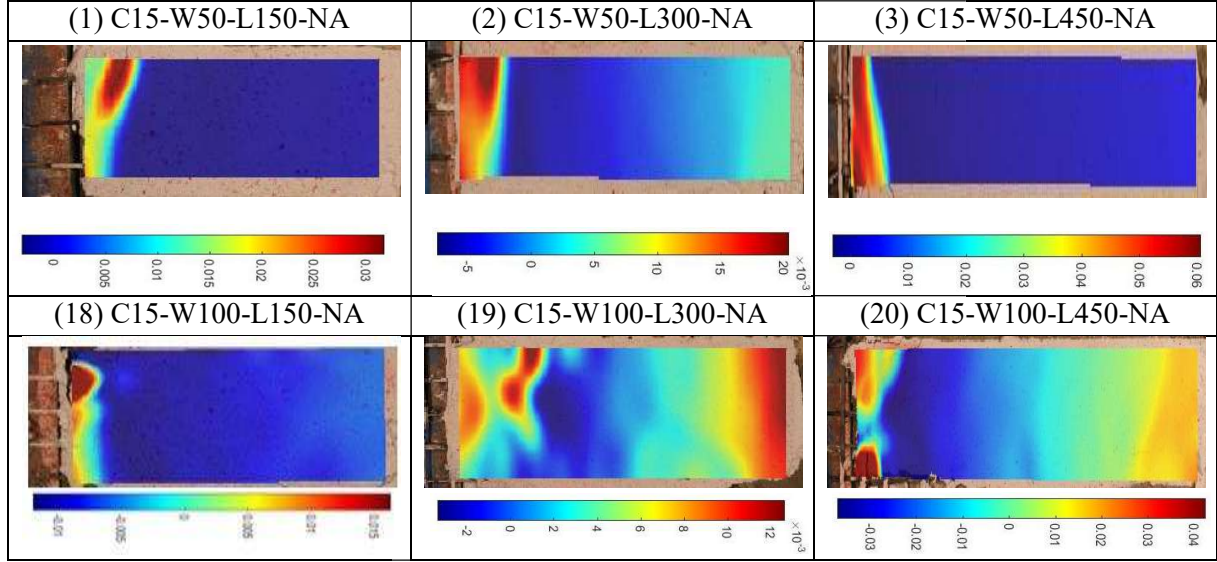 (1) C15-W50-L150-NA
(2) C15-W50-L300-NA
(3) C15-W50-L450-NA
0 0.005 0.01 0.015 0.02 0.025 0.03
-5 0 5 10 15 20 ×10⁻³
0 0.01 0.02 0.03 0.04 0.05 0.06
(18) C15-W100-L150-NA
(19) C15-W100-L300-NA
(20) C15-W100-L450-NA
-0.01 -0.005 0 0.005 0.01 0.015
-2 0 2 4 6 8 10 12 ×10⁻³
-0.03 -0.02 -0.01 0 0.01 0.02 0.03 0.04